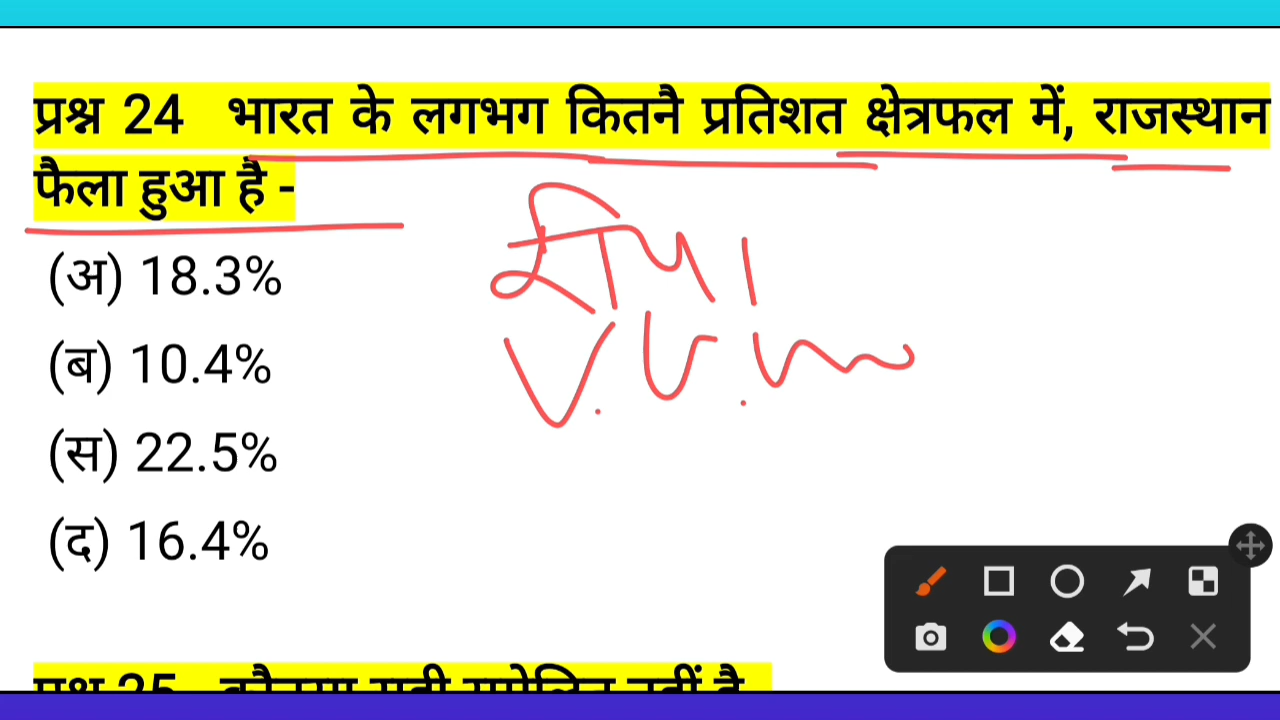 प्रश्न 24 भारत के लगभग कितनै प्रतिशत क्षेत्रफल में, राजस्थान
फैला हुआ है -
(अ) 18.3%
(ब) 10.4%
(स) 22.5%
(द) 16.4%